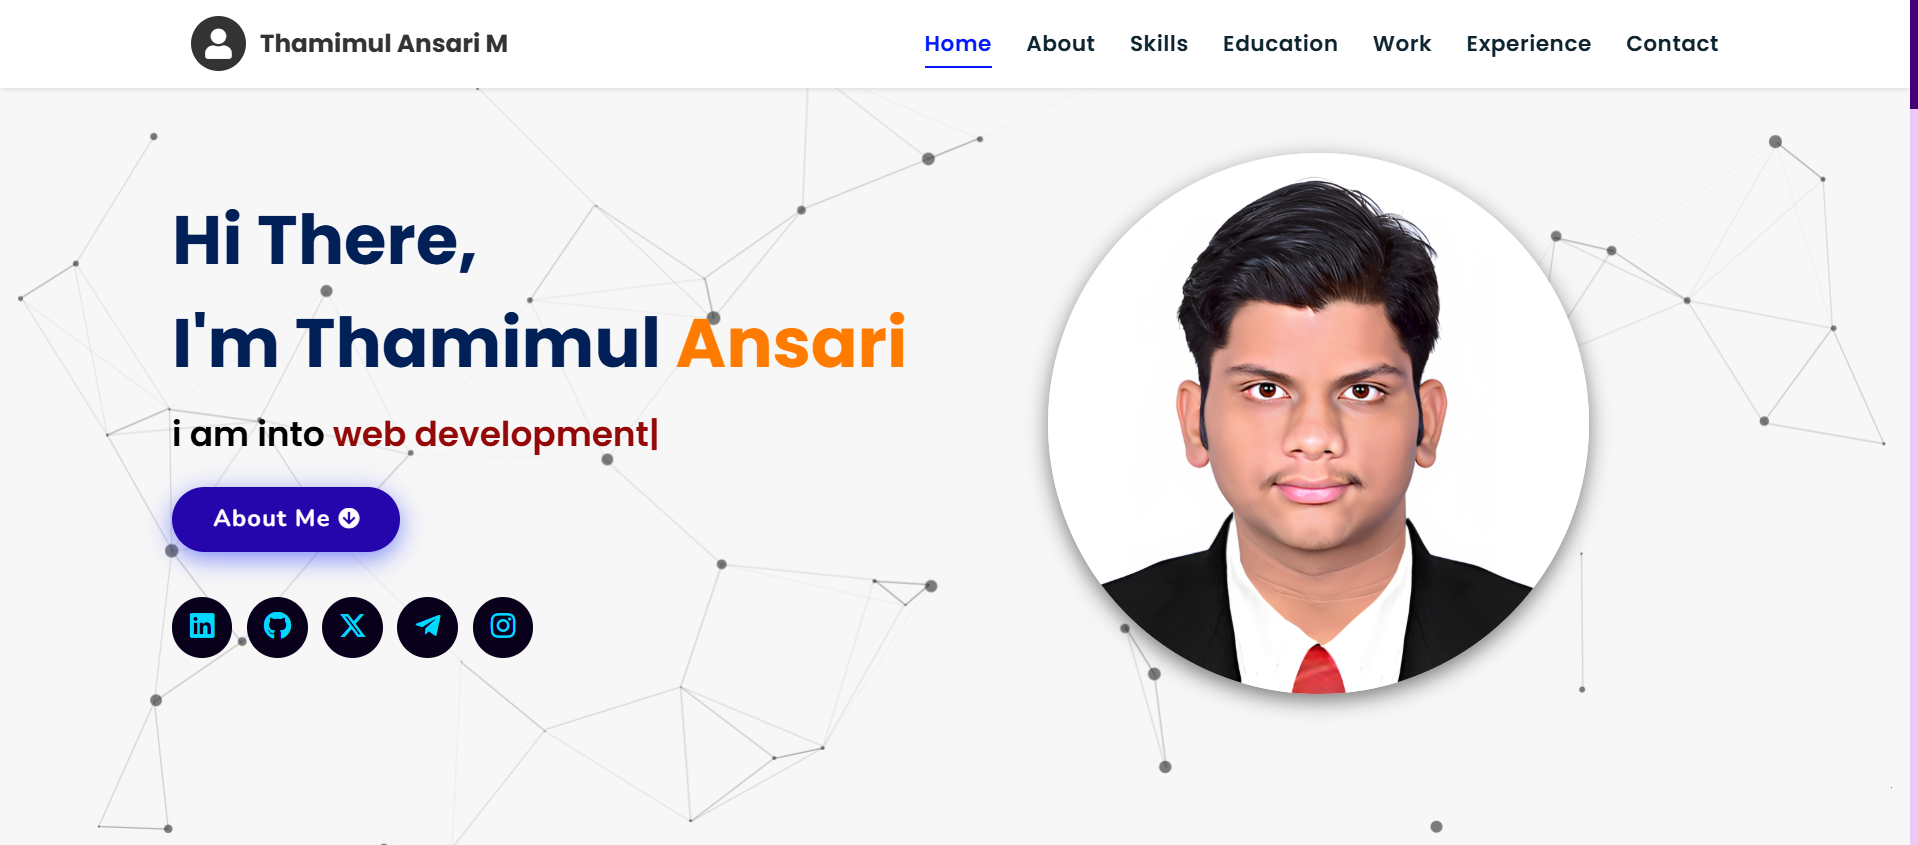 Thamimul Ansari M
Home About Skills Education Work Experience Contact
Hi There,
I'm Thamimul Ansari
i am into web development|
About Me